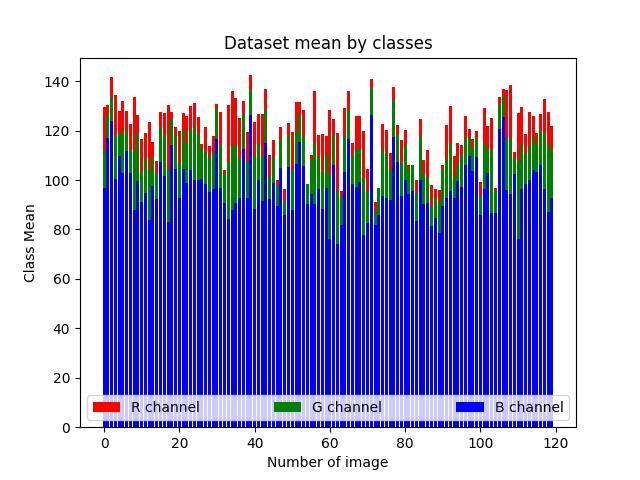 Dataset mean by classes
140
120
100
80
60
40
20
0
Class Mean
R channel G channel B channel
0 20 40 60 80 100 120
Number of image